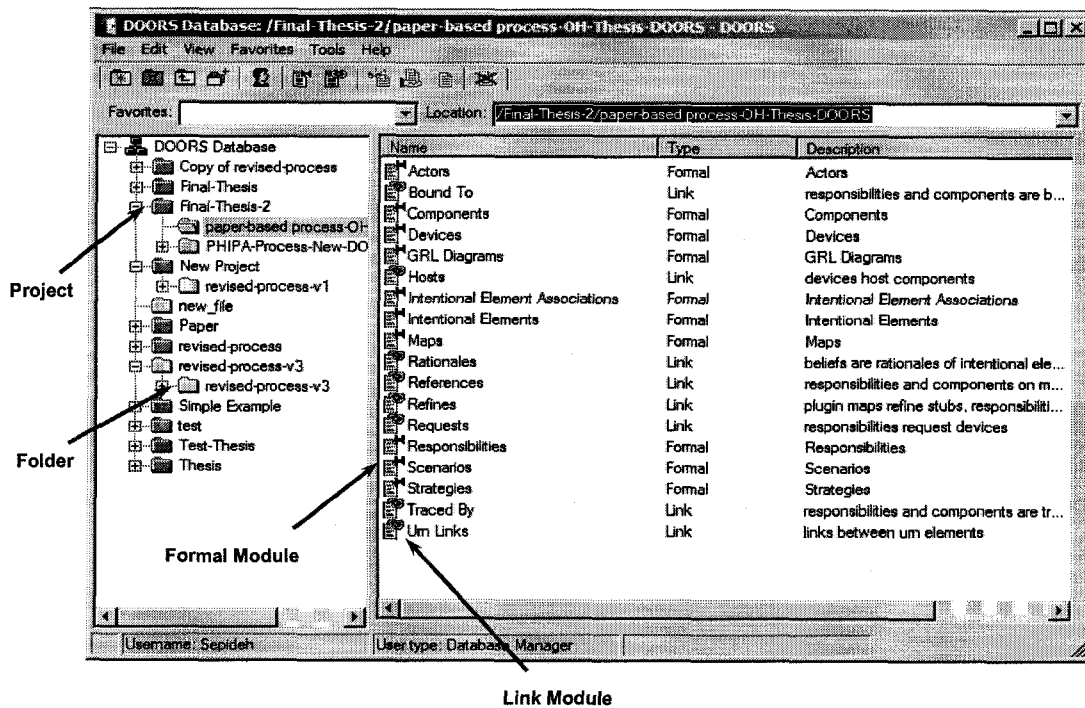 DOORS Database: /Final-Thesis-2/paper-based process-OH-Thesis-DOORS - DOORS
File Edit View Favorites Tools Help
Favorites: Location: /Final-Thesis-2/paper-based process-OH-Thesis-DOORS
DOORS Database
Copy of revised-process
Final-Thesis
Final-Thesis-2
paper-based process-OH
PHIPA-Process-New-DO
New Project
revised-process-v1
new_file
Paper
revised-process
revised-process-v3
revised-process-v3
Simple Example
test
Test-Thesis
Thesis
Name Type Description
Actors Formal Actors
Bound To Link responsibilities and components are b...
Components Formal Components
Devices Formal Devices
GRL Diagrams Formal GRL Diagrams
Hosts Link devices host components
Intentional Element Associations Formal Intentional Element Associations
Intentional Elements Formal Intentional Elements
Maps Formal Maps
Rationales Link beliefs are rationales of intentional ele...
References Link responsibilities and components on m...
Refines Link plugin maps refine stubs, responsibiliti...
Requests Link responsibilities request devices
Responsibilities Formal Responsibilities
Scenarios Formal Scenarios
Strategies Formal Strategies
Traced By Link responsibilities and components are tr...
Urn Links Link links between urn elements
Project
Folder
Formal Module
Username: Sepideh User type: Database Manager
Link Module